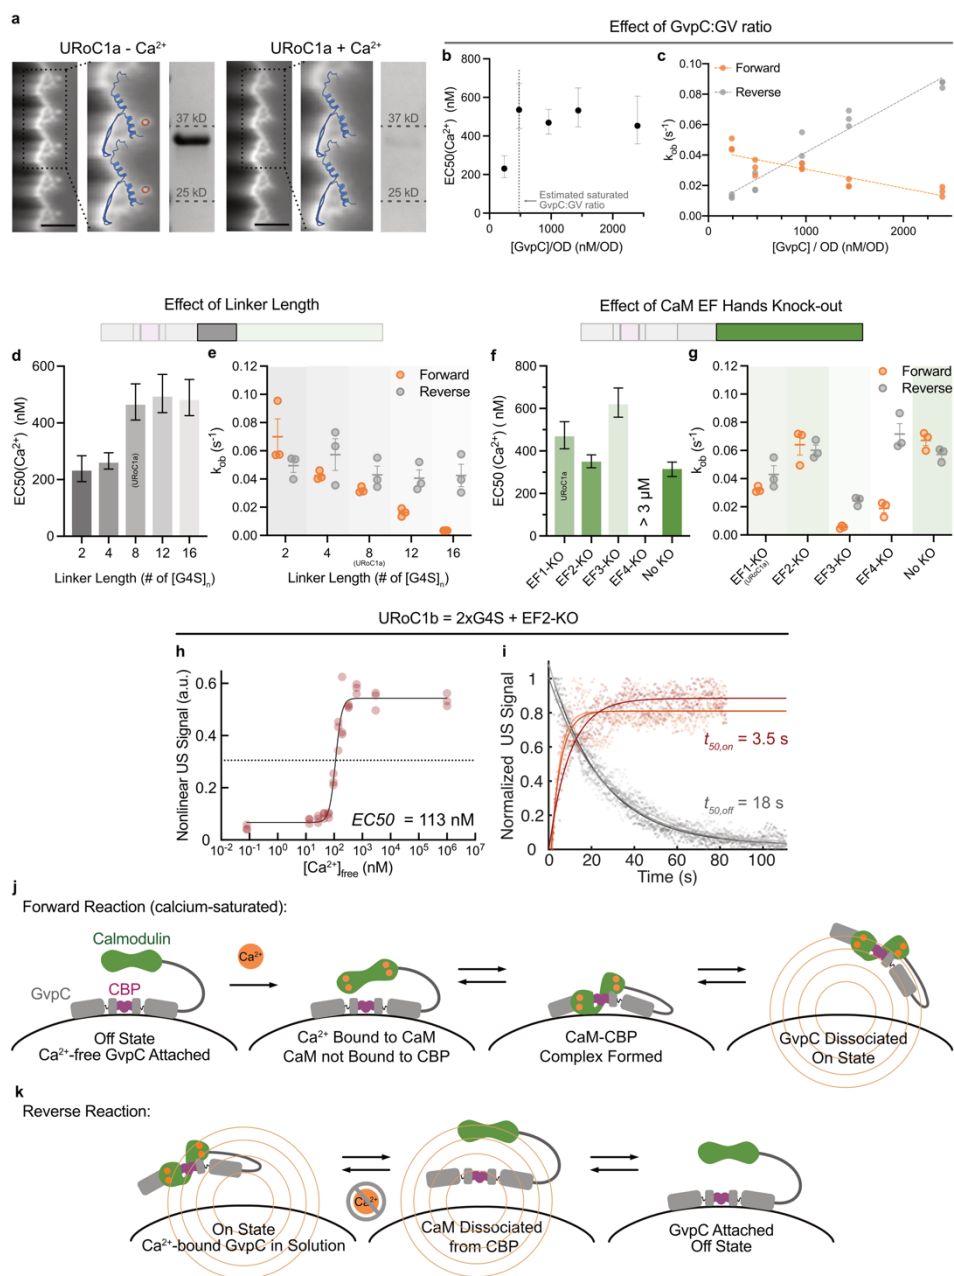 a
URoC1a - Ca²⁺
URoC1a + Ca²⁺
37 kD
25 kD
37 kD
25 kD
Effect of GvpC:GV ratio
b
800
600
400
200
0
EC50(Ca²⁺) (nM)
Estimated saturated
GvpC:GV ratio
0 1000 2000
[GvpC]/OD (nM/OD)
c
Forward
Reverse
0.10
0.08
0.06
0.04
0.02
0.00
k_ob (s⁻¹)
0 1000 2000
[GvpC] / OD (nM/OD)
Effect of Linker Length
d
600
400
200
0
EC50(Ca²⁺) (nM)
(URoC1a)
2 4 8 12 16
Linker Length (# of [G4S]ₙ)
e
Forward
Reverse
0.12
0.10
0.08
0.06
0.04
0.02
0.00
k_ob (s⁻¹)
2 4 8 12 16
(URoC1a)
Linker Length (# of [G4S]ₙ)
Effect of CaM EF Hands Knock-out
f
800
600
400
200
0
EC50 (Ca²⁺) ( nM)
URoC1a
> 3 µM
EF1-KO EF2-KO EF3-KO EF4-KO No KO
g
Forward
Reverse
0.12
0.10
0.08
0.06
0.04
0.02
0.00
k_ob (s⁻¹)
EF1-KO EF2-KO EF3-KO EF4-KO No KO
(URoC1a)
URoC1b = 2xG4S + EF2-KO
h
0.6
0.4
0.2
0
Nonlinear US Signal (a.u.)
EC50 = 113 nM
10⁻² 10⁻¹ 10⁰ 10¹ 10² 10³ 10⁴ 10⁵ 10⁶ 10⁷
[Ca²⁺]free (nM)
i
1
0.8
0.6
0.4
0.2
0
Normalized US Signal
t50,on = 3.5 s
t50,off = 18 s
0 20 40 60 80 100
Time (s)
j
Forward Reaction (calcium-saturated):
Calmodulin
Ca²⁺
GvpC
CBP
Off State
Ca²⁺-free GvpC Attached
Ca²⁺ Bound to CaM
CaM not Bound to CBP
CaM-CBP
Complex Formed
GvpC Dissociated
On State
k
Reverse Reaction:
Ca²⁺
On State
Ca²⁺-bound GvpC in Solution
CaM Dissociated
from CBP
GvpC Attached
Off State